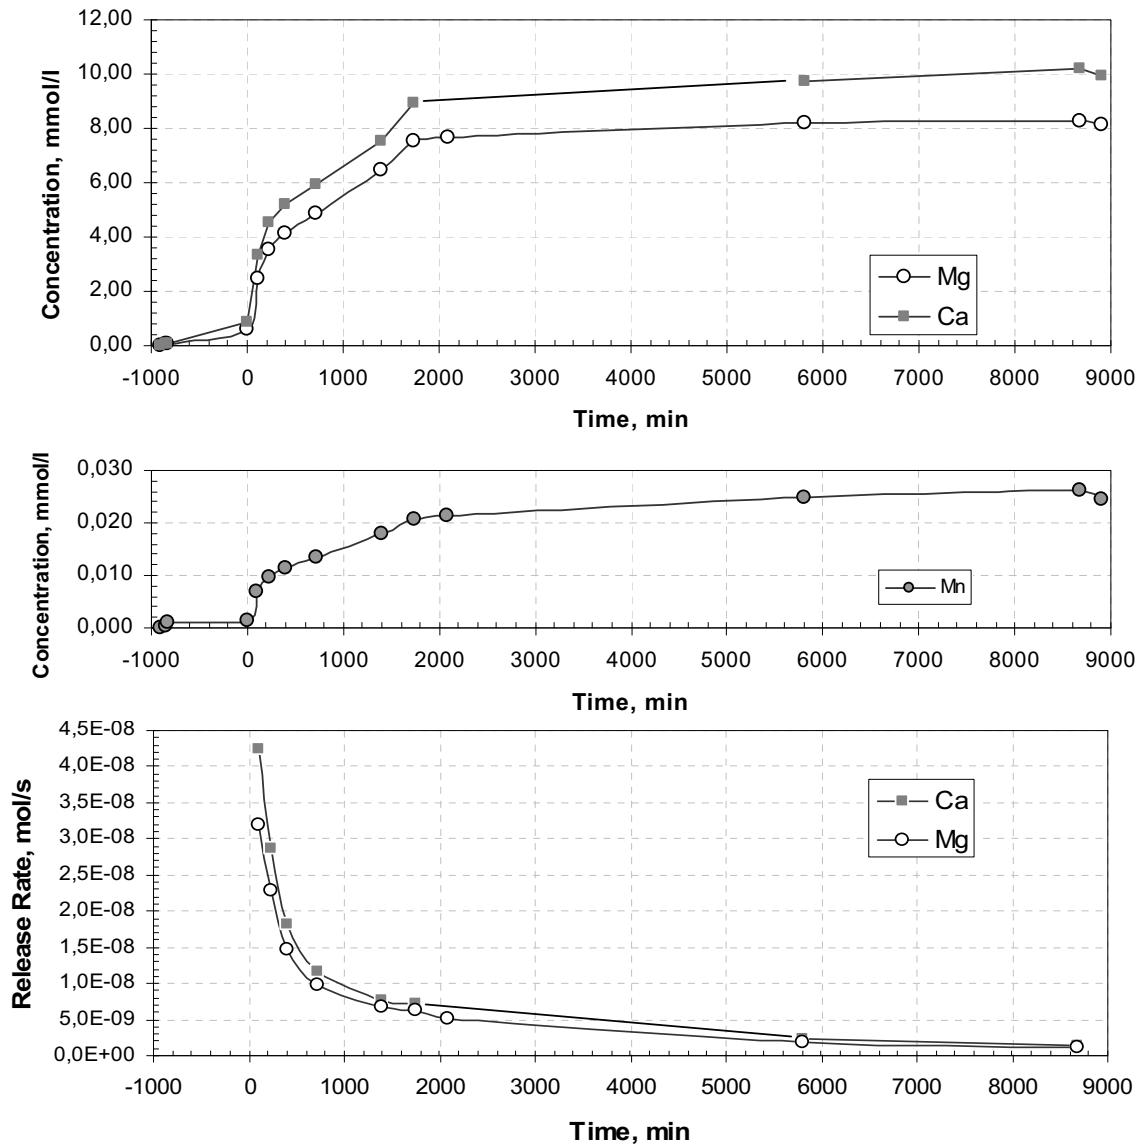 12,00
10,00
8,00
6,00
4,00
2,00
0,00
Concentration, mmol/l
Mg
Ca
-1000 0 1000 2000 3000 4000 5000 6000 7000 8000 9000
Time, min
0,030
0,020
0,010
0,000
Concentration, mmol/l
Mn
-1000 0 1000 2000 3000 4000 5000 6000 7000 8000 9000
Time, min
4,5E-08
4,0E-08
3,5E-08
3,0E-08
2,5E-08
2,0E-08
1,5E-08
1,0E-08
5,0E-09
0,0E+00
Release Rate, mol/s
Ca
Mg
-1000 0 1000 2000 3000 4000 5000 6000 7000 8000 9000
Time, min